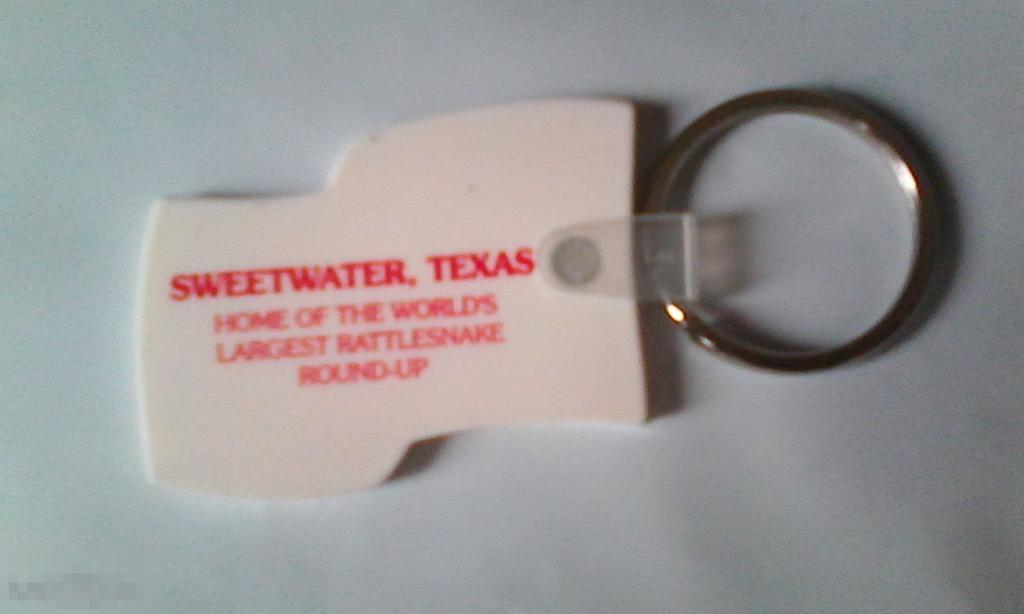 SWEETWATER, TEXAS
HOME OF THE WORLD'S
LARGEST RATTLESNAKE
ROUND-UP